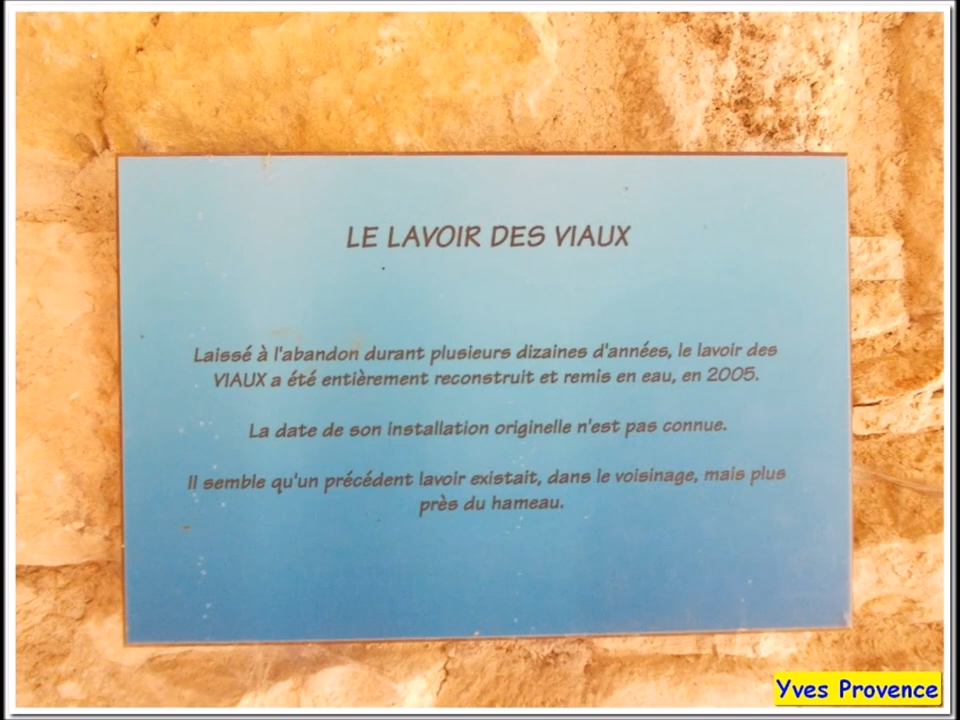 LE LAVOIR DES VIAUX
Laissé à l'abandon durant plusieurs dizaines d'années, le lavoir des
VIAUX a été entièrement reconstruit et remis en eau, en 2005.
La date de son installation originelle n'est pas connue.
Il semble qu'un précédent lavoir existait, dans le voisinage, mais plus
près du hameau.
Yves Provence